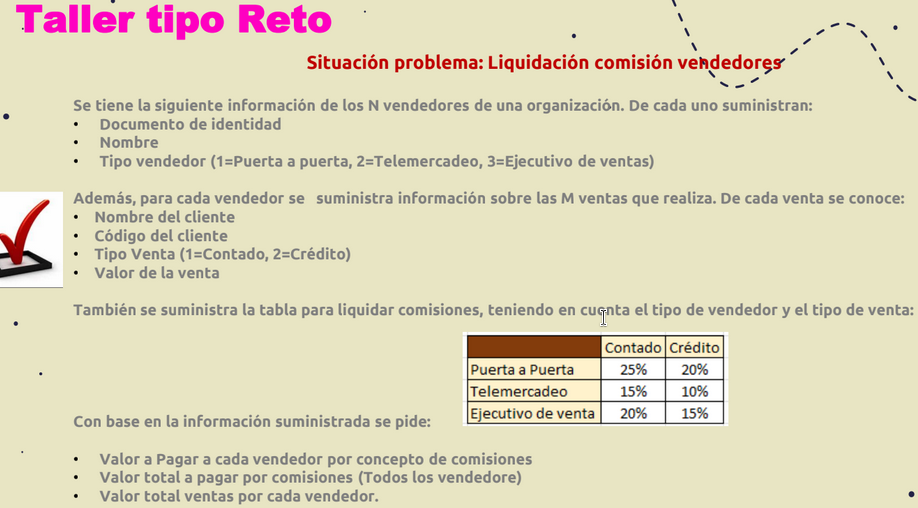 Taller tipo Reto
Situación problema: Liquidación comisión vendedores
Se tiene la siguiente información de los N vendedores de una organización. De cada uno suministran:
• Documento de identidad
• Nombre
• Tipo vendedor (1=Puerta a puerta, 2=Telemercadeo, 3=Ejecutivo de ventas)
Además, para cada vendedor se suministra información sobre las M ventas que realiza. De cada venta se conoce:
• Nombre del cliente
• Código del cliente
• Tipo Venta (1=Contado, 2=Crédito)
• Valor de la venta
También se suministra la tabla para liquidar comisiones, teniendo en cuenta el tipo de vendedor y el tipo de venta:
Contado Crédito
Puerta a Puerta 25% 20%
Telemercadeo 15% 10%
Ejecutivo de venta 20% 15%
Con base en la información suministrada se pide:
• Valor a Pagar a cada vendedor por concepto de comisiones
• Valor total a pagar por comisiones (Todos los vendedore)
• Valor total ventas por cada vendedor.